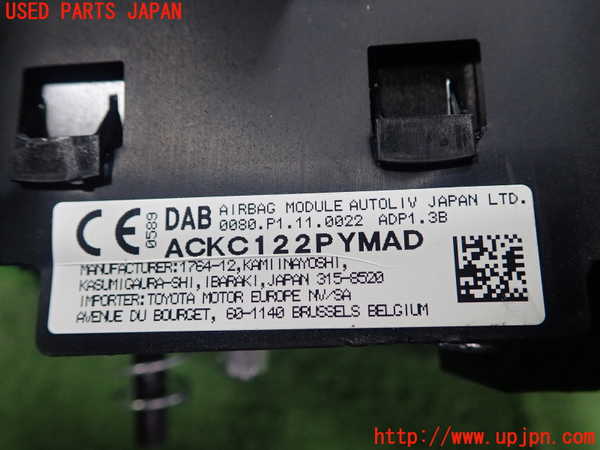 USED PARTS JAPAN
CE 0589 DAB AIRBAG MODULE AUTOLIV JAPAN LTD.
0080.P1.11.0022 ADP1.3B
ACKC122PYMAD
MANUFACTURER:1764-12,KAMIINAYOSHI,
KASUMIGAURA-SHI,IBARAKI,JAPAN 315-8520
IMPORTER:TOYOTA MOTOR EUROPE NV/SA
AVENUE DU BOURGET, 60-1140 BRUSSELS BELGIUM
http://www.upjpn.com/